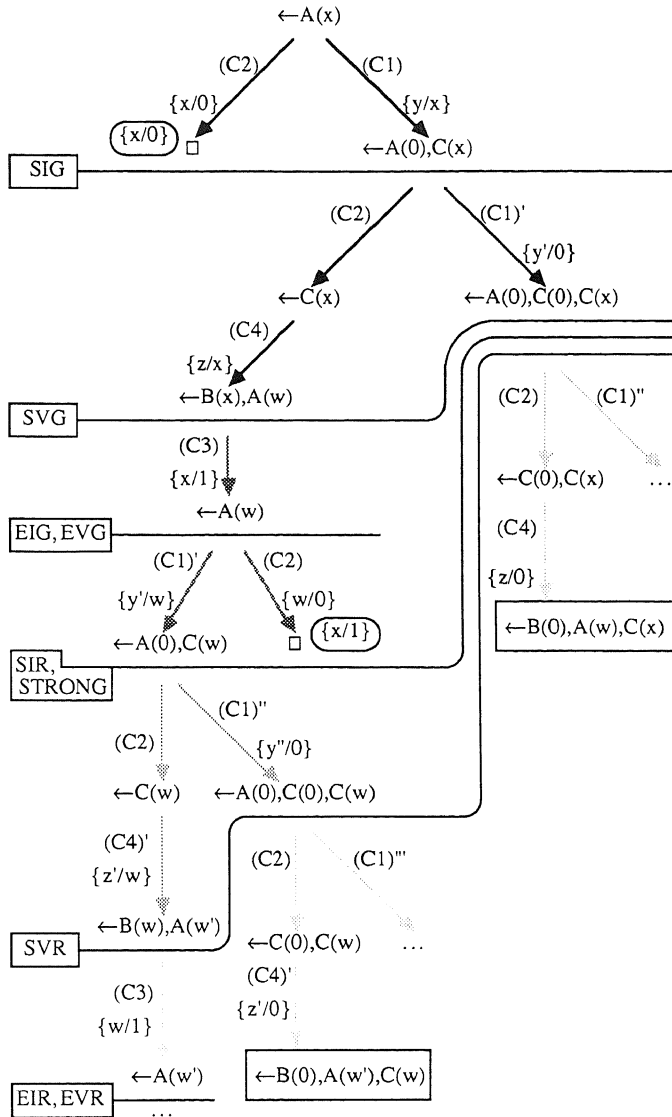 ←A(x)
(C2) (C1)
{x/0} {y/x}
{x/0} □ ←A(0),C(x)
SIG
(C2) (C1)'
{y'/0}
←C(x) ←A(0),C(0),C(x)
(C4)
{z/x}
←B(x),A(w)
SVG
(C2) (C1)"
(C3)
{x/1} ←C(0),C(x) ...
←A(w)
EIG, EVG (C4)
(C1)' (C2)
{y'/w} {w/0} {z/0}
←A(0),C(w) □ {x/1} ←B(0),A(w),C(x)
SIR,
STRONG
(C1)"
(C2) {y"/0}
←C(w) ←A(0),C(0),C(w)
(C4)' (C2) (C1)'"
{z'/w}
←B(w),A(w') ←C(0),C(w) ...
SVR
(C3) (C4)'
{w/1} {z'/0}
←A(w') ←B(0),A(w'),C(w)
EIR, EVR
...